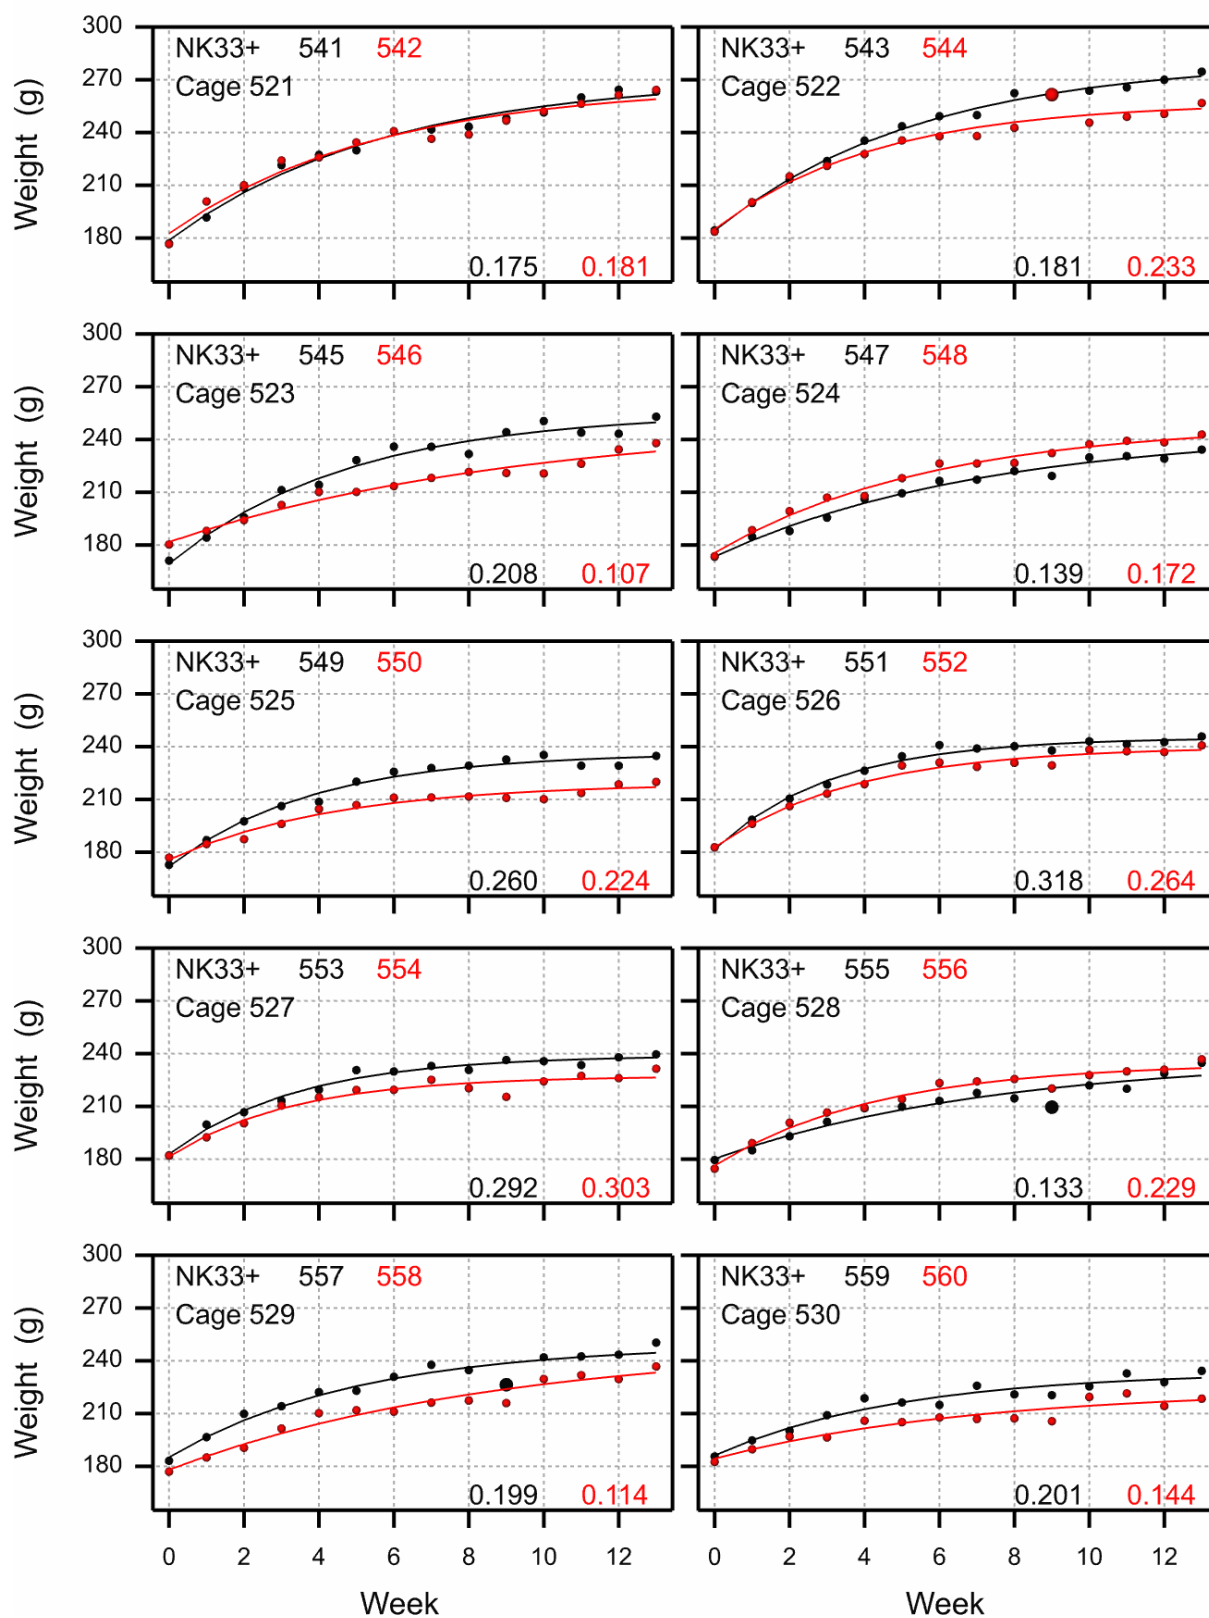 300
270
240
210
180
Weight (g)
NK33+ 541 542
Cage 521
0.175 0.181
NK33+ 543 544
Cage 522
0.181 0.233
300
270
240
210
180
Weight (g)
NK33+ 545 546
Cage 523
0.208 0.107
NK33+ 547 548
Cage 524
0.139 0.172
300
270
240
210
180
Weight (g)
NK33+ 549 550
Cage 525
0.260 0.224
NK33+ 551 552
Cage 526
0.318 0.264
300
270
240
210
180
Weight (g)
NK33+ 553 554
Cage 527
0.292 0.303
NK33+ 555 556
Cage 528
0.133 0.229
300
270
240
210
180
Weight (g)
NK33+ 557 558
Cage 529
0.199 0.114
NK33+ 559 560
Cage 530
0.201 0.144
0 2 4 6 8 10 12
0 2 4 6 8 10 12
Week
Week